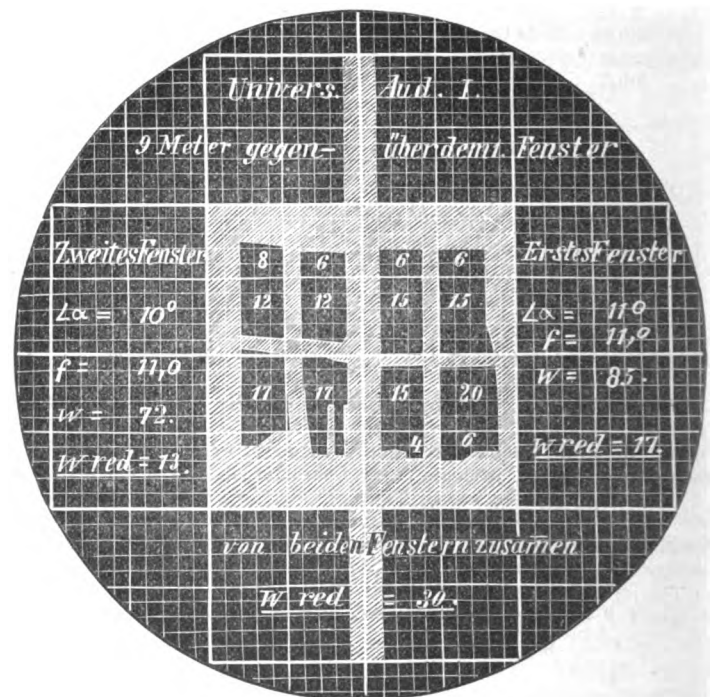 Univers. Aud. I.
9 Meter gegen- über dem 1. Fenster
Zweites Fenster
∠α = 10°
f = 11,0
w = 72.
w red = 13.
8 6 6 6
12 12 15 15
17 17 15 20
4 6
Erstes Fenster
∠α = 11°
f = 11,0
w = 85.
w red = 17.
von beiden Fenstern zusamen
w red = 30.